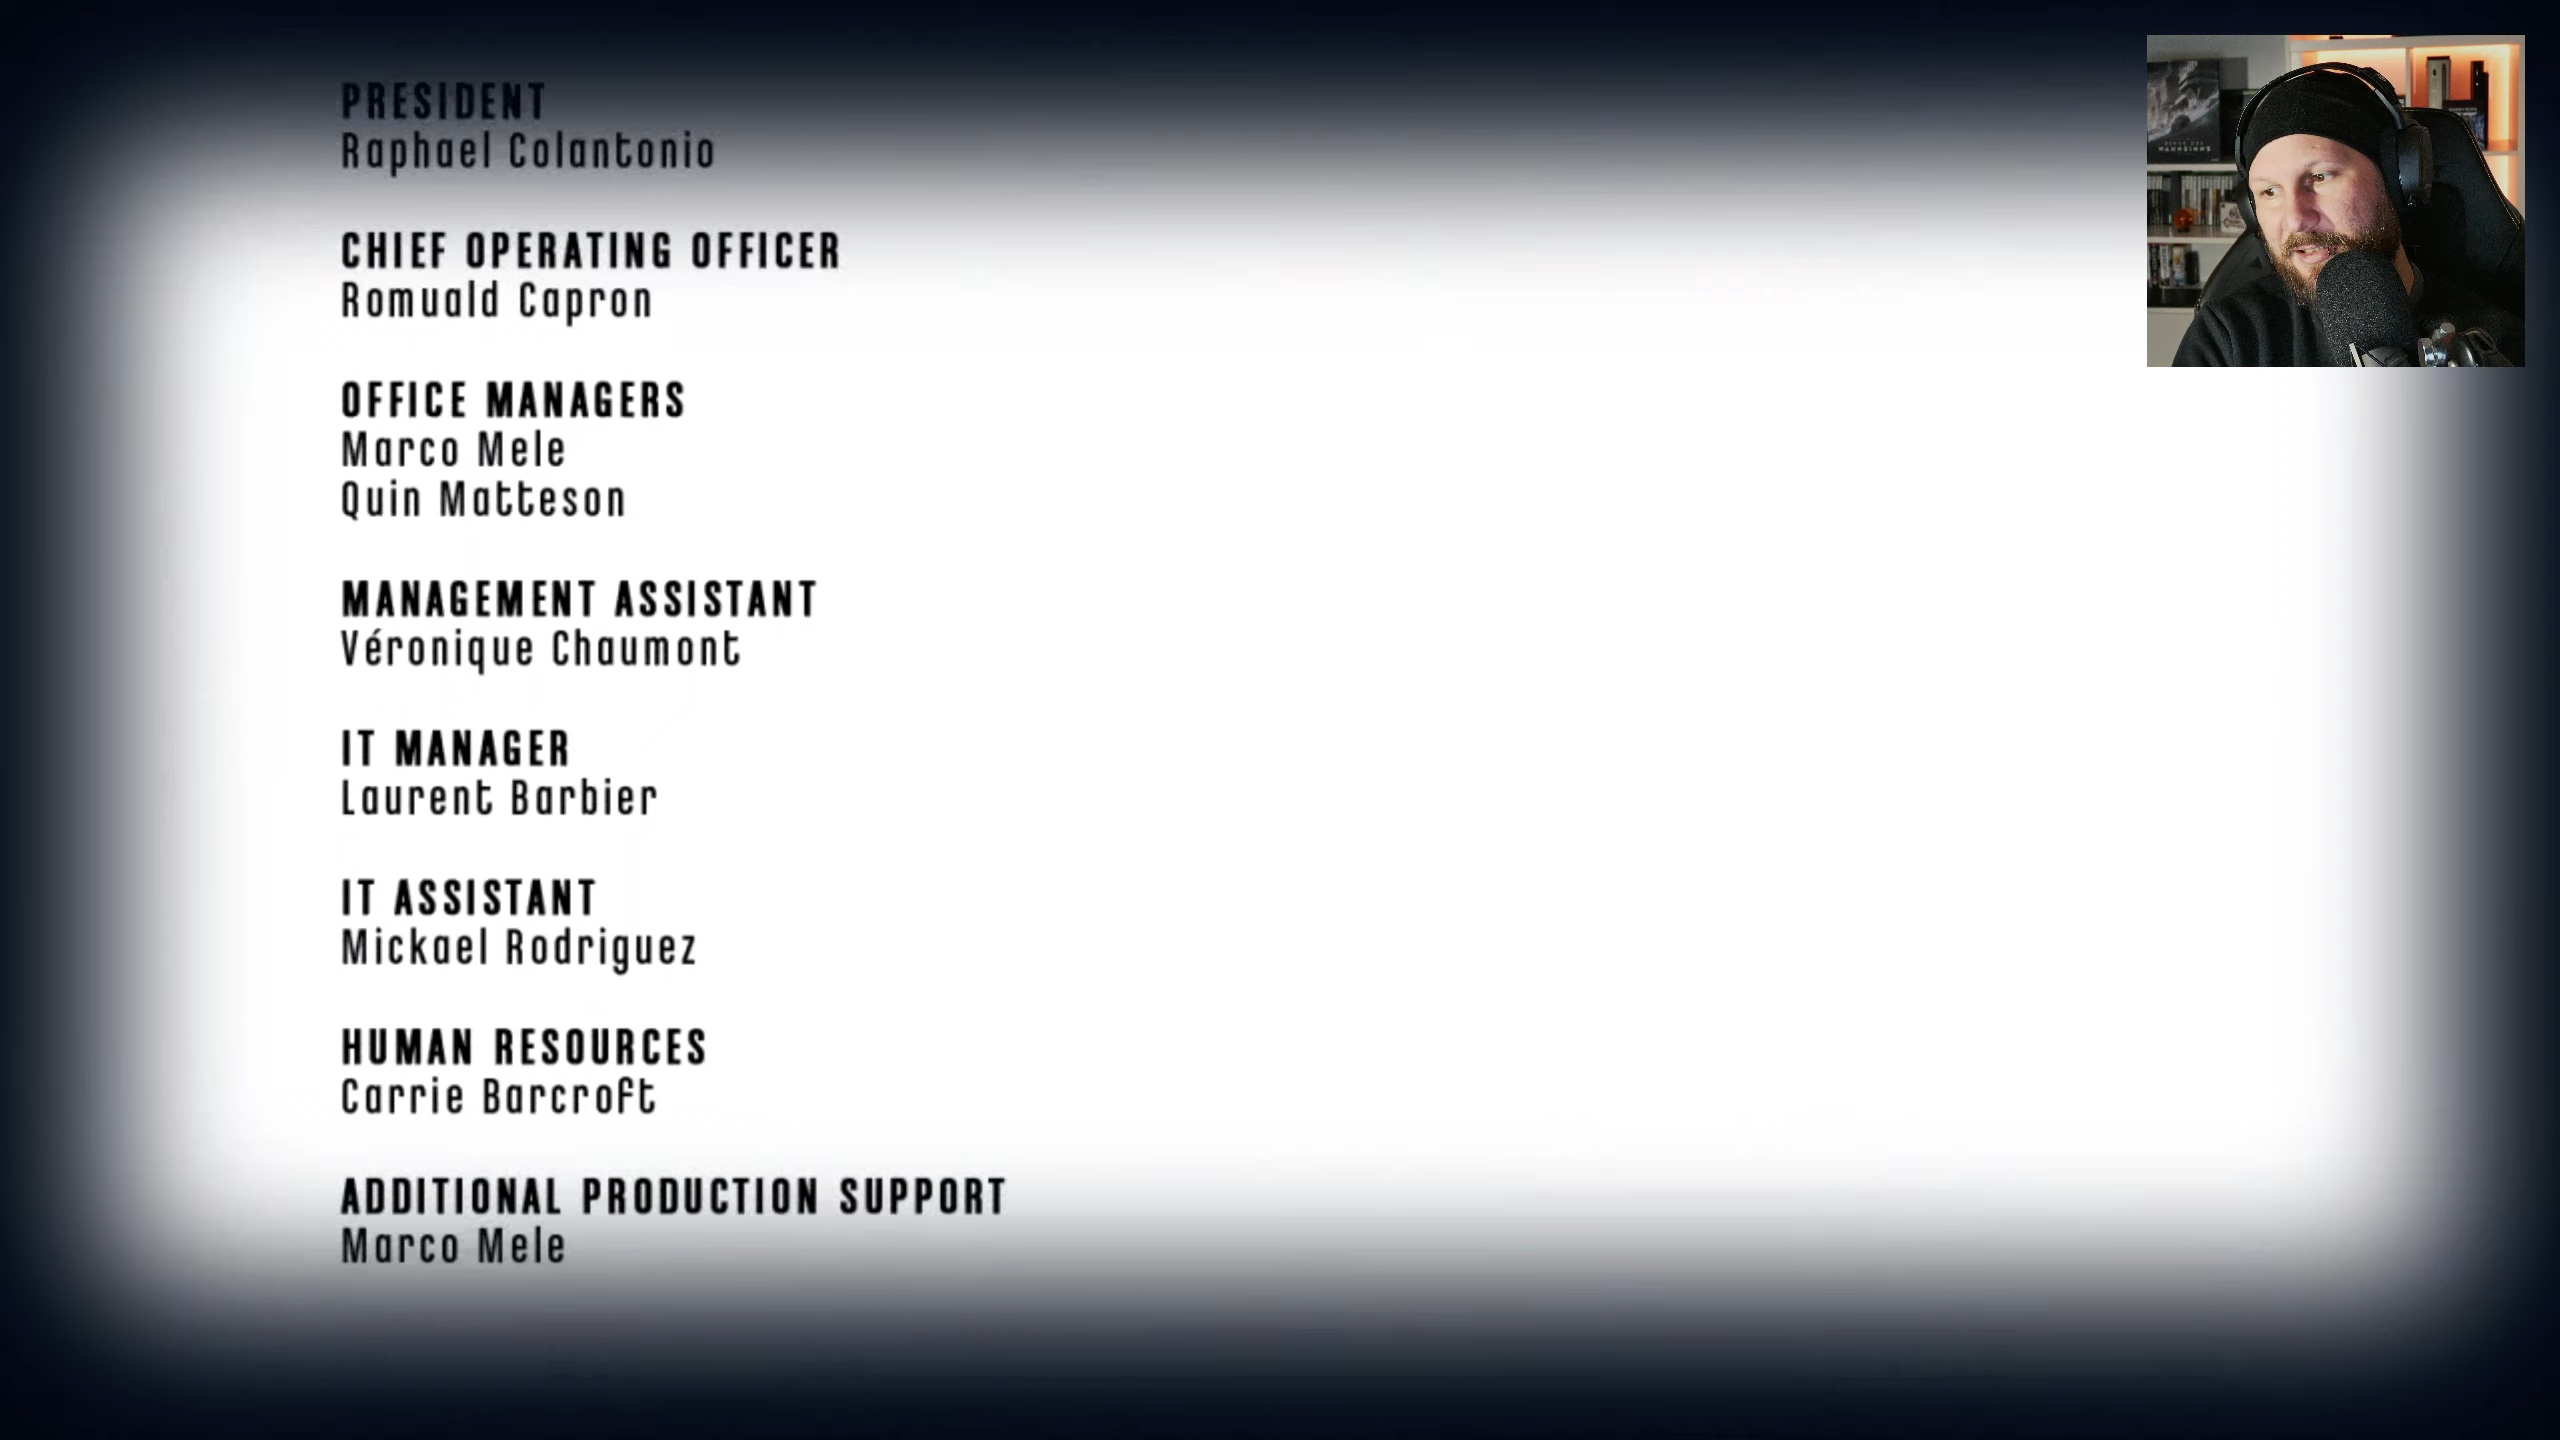 PRESIDENT
Raphael Colantonio
CHIEF OPERATING OFFICER
Romuald Capron
OFFICE MANAGERS
Marco Mele
Quin Matteson
MANAGEMENT ASSISTANT
Véronique Chaumont
IT MANAGER
Laurent Barbier
IT ASSISTANT
Mickael Rodriguez
HUMAN RESOURCES
Carrie Barcroft
ADDITIONAL PRODUCTION SUPPORT
Marco Mele